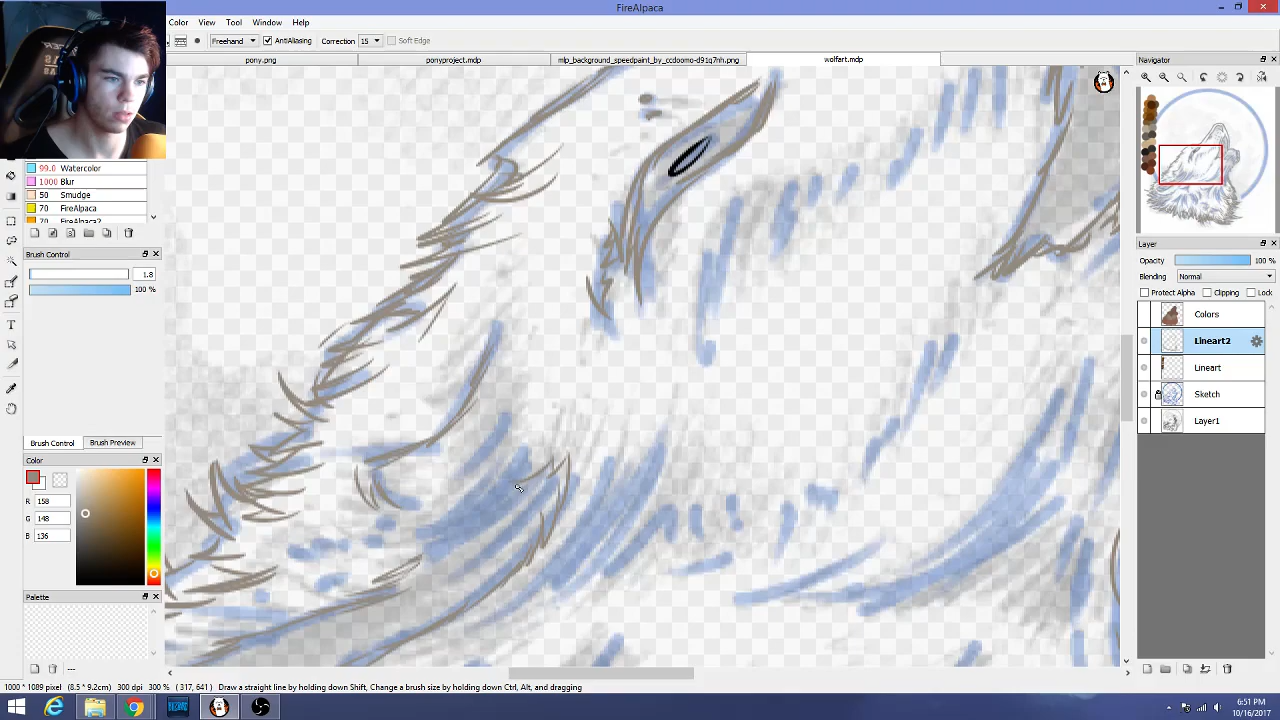 FireAlpaca
Color View Tool Window Help
Freehand AntiAliasing Correction 15 Soft Edge
pony.png ponyproject.mdp mlp_background_speedpaint_by_ccdoomo-d91q7nh.png wolfart.mdp
99.0 Watercolor
1000 Blur
50 Smudge
70 FireAlpaca
70 FireAlpaca2
Brush Control
1.8
100 %
Brush Control Brush Preview
Color
R 158
G 148
B 136
Palette
---
Navigator
Layer
Opacity 100 %
Blending Normal
Protect Alpha Clipping Lock
Colors
Lineart2
Lineart
Sketch
Layer1
1000 * 1089 pixel (8.5 * 9.2cm) 300 dpi 300 % (317, 641) Draw a straight line by holding down Shift, Change a brush size by holding down Ctrl, Alt, and dragging
BLIZZARD
6:51 PM
10/16/2017